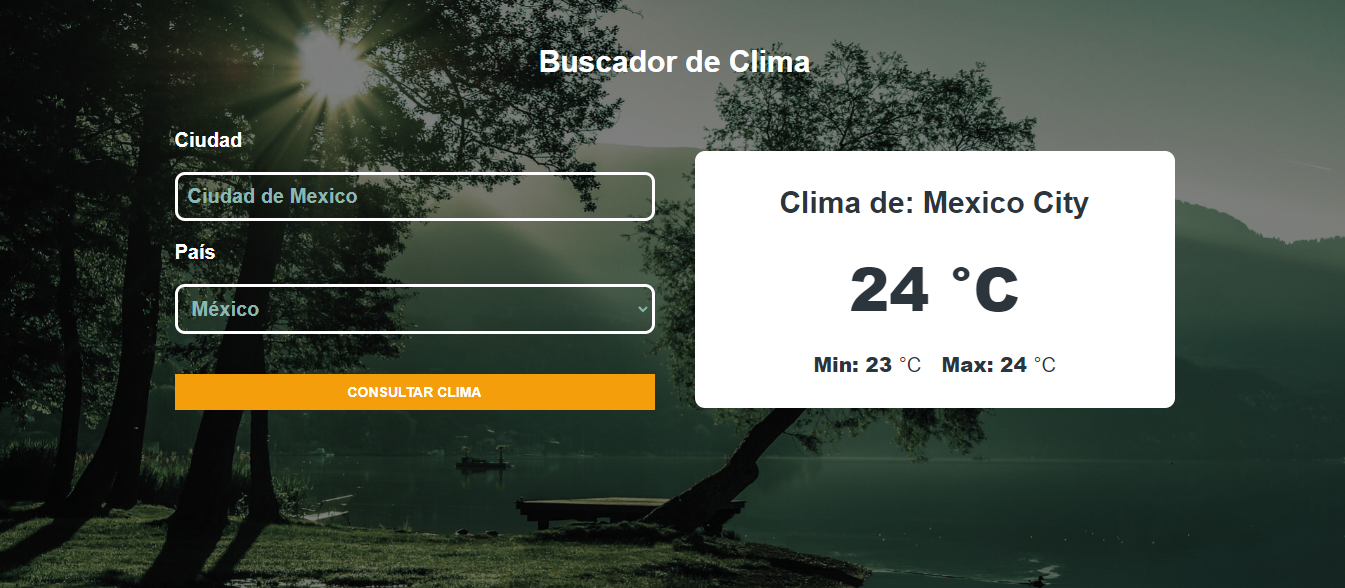 Buscador de Clima
Ciudad
Ciudad de Mexico
País
México
CONSULTAR CLIMA
Clima de: Mexico City
24 °C
Min: 23 °C Max: 24 °C